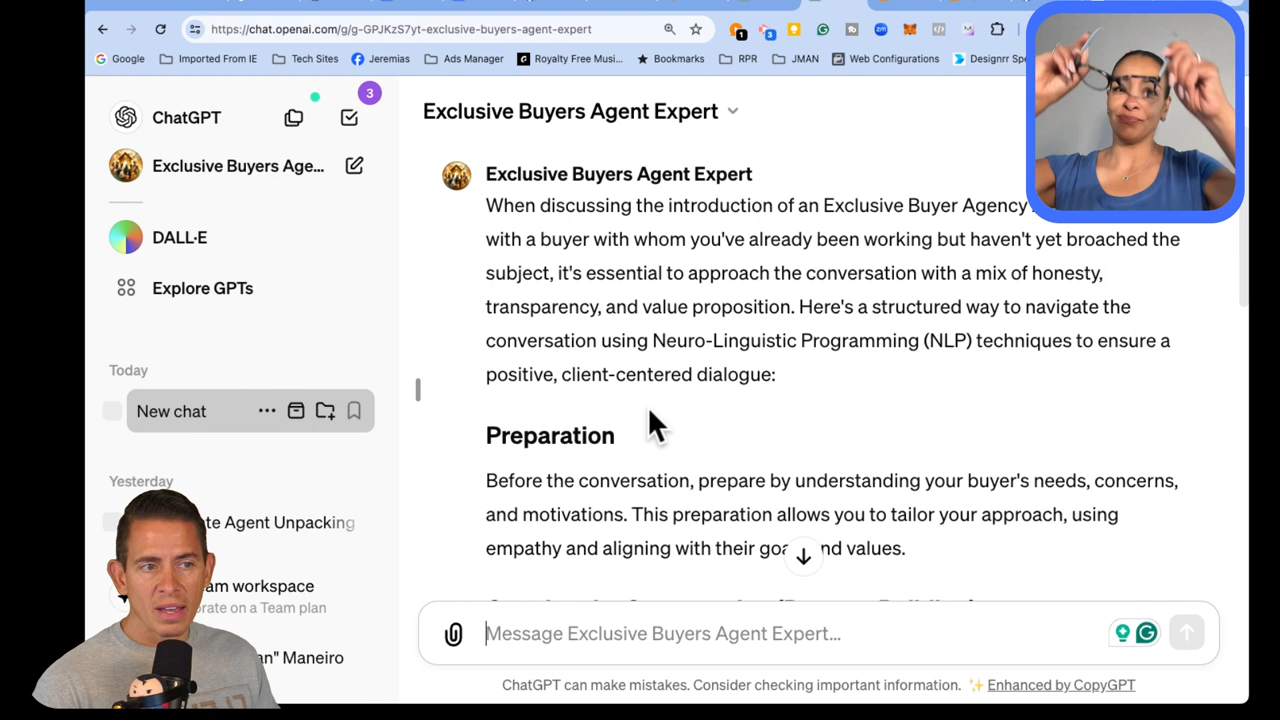 https://chat.openai.com/g/g-GPJKzS7yt-exclusive-buyers-agent-expert
1
3
Google
Imported From IE
Tech Sites
Jeremias
Ads Manager
Royalty Free Musi...
Bookmarks
RPR
JMAN
Web Configurations
Designrr Spe
3
ChatGPT
Exclusive Buyers Age...
DALL·E
Explore GPTs
Today
New chat
Yesterday
te Agent Unpacking
am workspace
orate on a Team plan
an" Maneiro
Exclusive Buyers Agent Expert
Exclusive Buyers Agent Expert
When discussing the introduction of an Exclusive Buyer Agency
with a buyer with whom you've already been working but haven't yet broached the
subject, it's essential to approach the conversation with a mix of honesty,
transparency, and value proposition. Here's a structured way to navigate the
conversation using Neuro-Linguistic Programming (NLP) techniques to ensure a
positive, client-centered dialogue:
Preparation
Before the conversation, prepare by understanding your buyer's needs, concerns,
and motivations. This preparation allows you to tailor your approach, using
empathy and aligning with their goa nd values.
Message Exclusive Buyers Agent Expert...
ChatGPT can make mistakes. Consider checking important information. ✨ Enhanced by CopyGPT